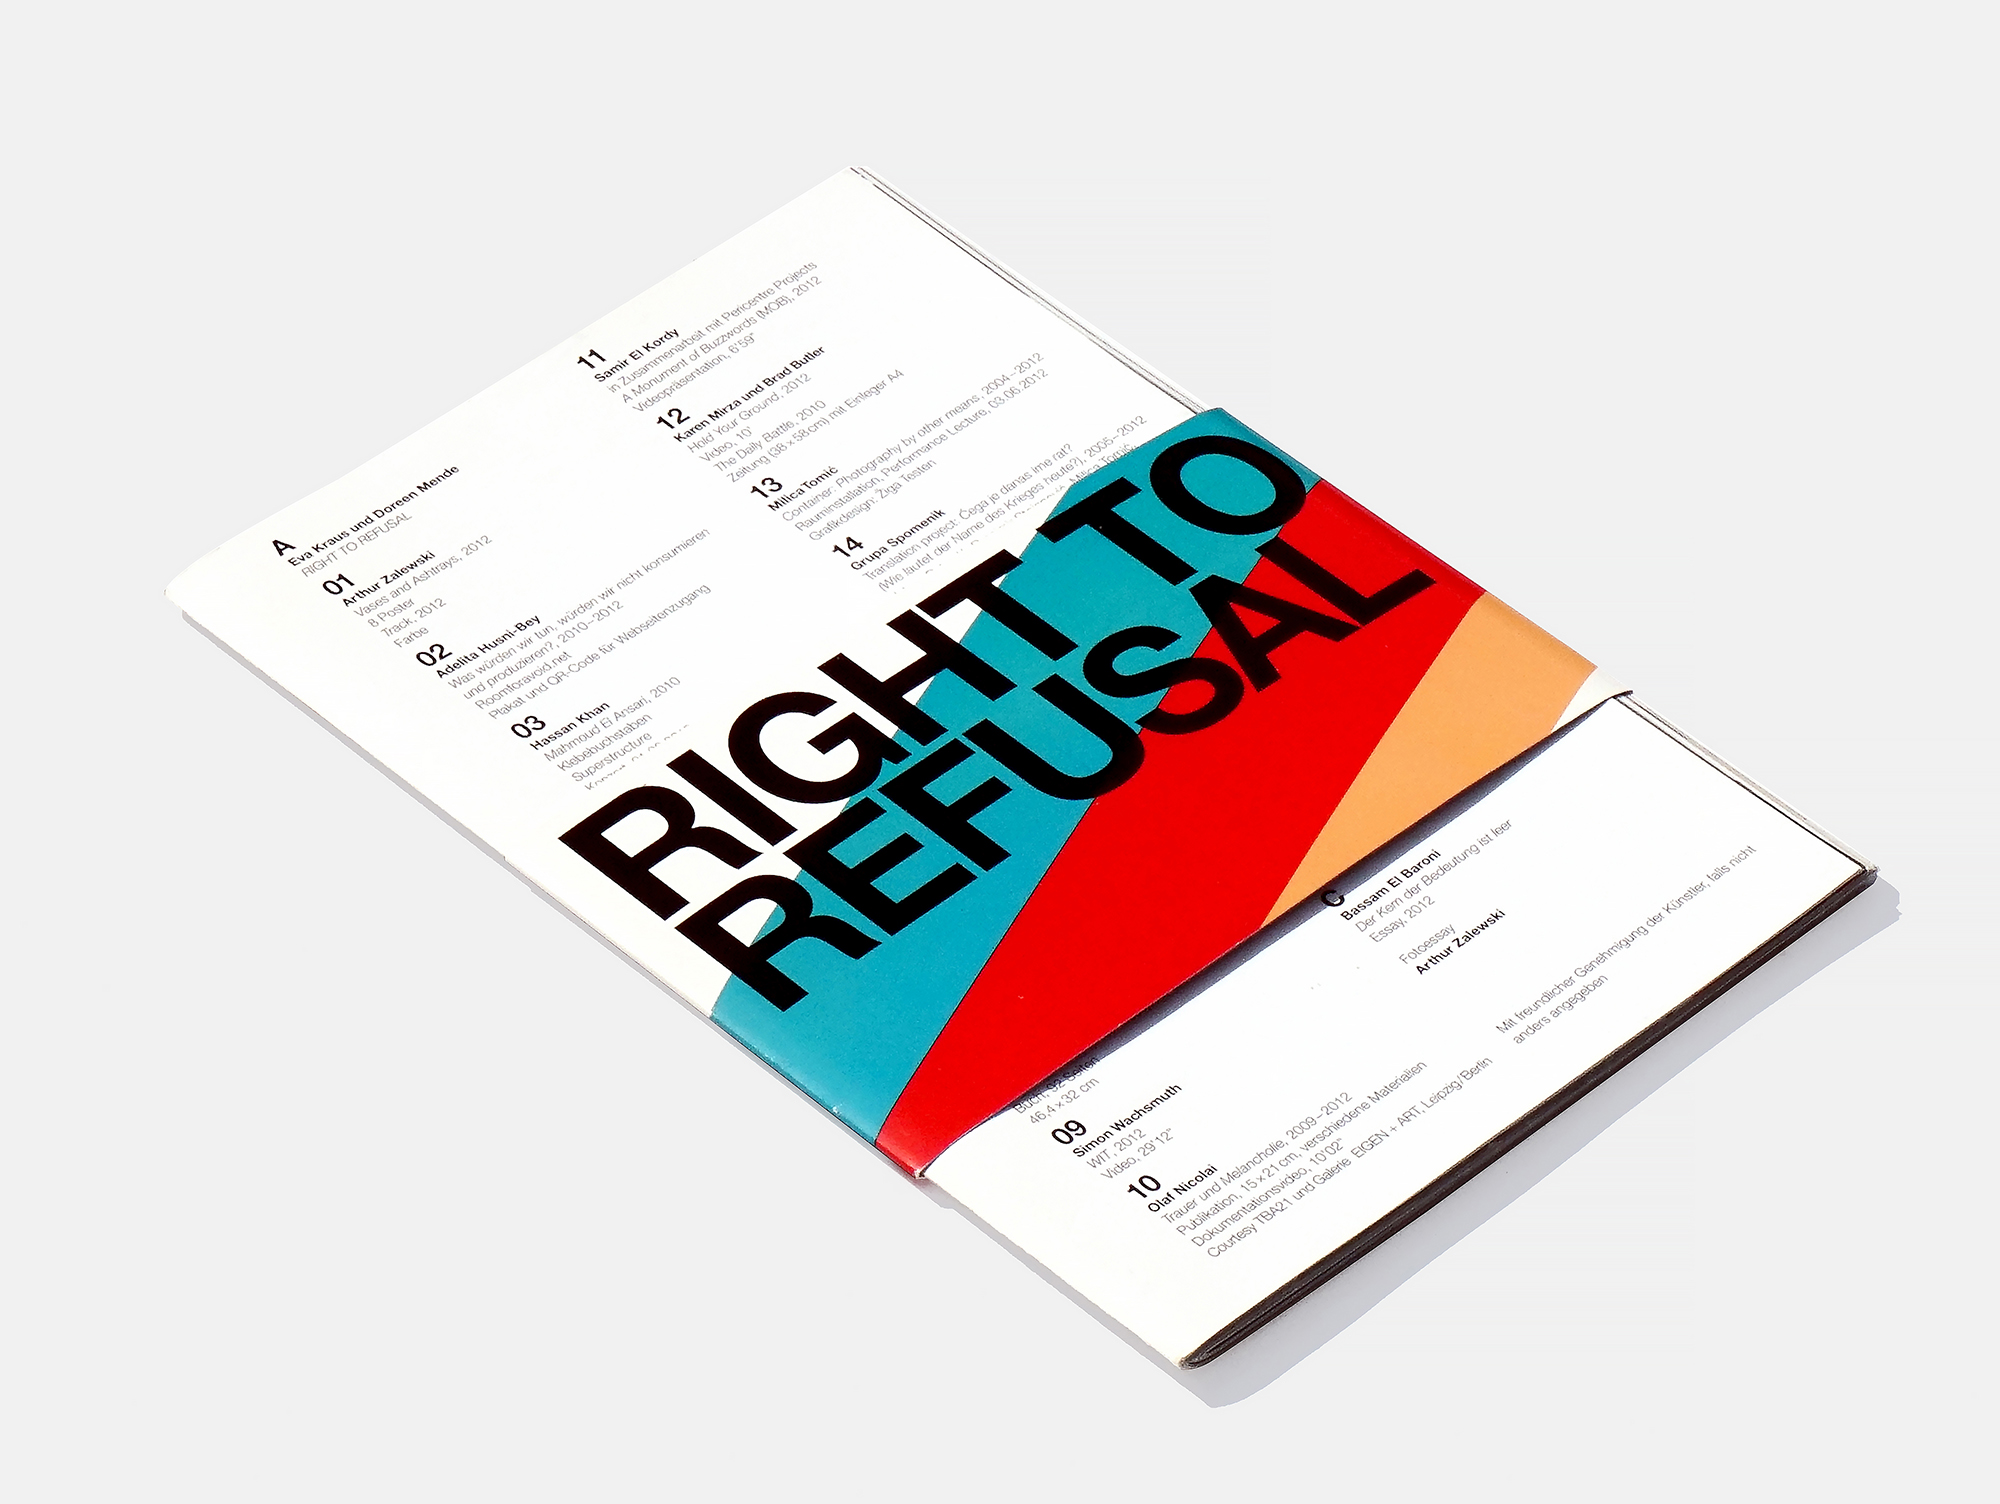 A
Eva Kraus und Doreen Mende
RIGHT TO REFUSAL
01
Arthur Zalewski
Vases and Ashtrays, 2012
8 Poster
Track, 2012
Farbe
02
Adelita Husni-Bey
Was würden wir tun, würden wir nicht konsumieren
und produzieren?, 2010–2012
Roomforavoid.net
Plakat und QR-Code für Webseitenzugang
03
Hassan Khan
Mahmoud El Ansari, 2010
Klebebuchstaben
Superstructure
11
Samir El Kordy
in Zusammenarbeit mit Pericentre Projects
A Monument of Buzzwords (MOB), 2012
Videopräsentation, 6'59"
12
Karen Mirza und Brad Butler
Hold Your Ground, 2012
Video, 10'
The Daily Battle, 2010
Zeitung (38 x 58 cm) mit Einleger A4
13
Milica Tomić
Container: Photography by other means, 2004–2012
Rauminstallation, Performance Lecture, 03.06.2012
Grafikdesign: Žiga Testen
14
Grupa Spomenik
Translation project: Čega je danas ime rat?
(Wie lautet der Name des Krieges heute?), 2005–2012
RIGHT TO
REFUSAL
Buch, 92 Seiten
46,4 x 32 cm
09
Simon Wachsmuth
WIT, 2012
Video, 29'12"
10
Olaf Nicolai
Trauer und Melancholie, 2009–2012
Publikation, 15 x 21 cm, verschiedene Materialien
Dokumentationsvideo, 10'02"
Courtesy TBA21 und Galerie EIGEN + ART, Leipzig/Berlin
C
Bassam El Baroni
Der Kern der Bedeutung ist leer
Essay, 2012
Fotoessay
Arthur Zalewski
Mit freundlicher Genehmigung der Künstler, falls nicht
anders angegeben